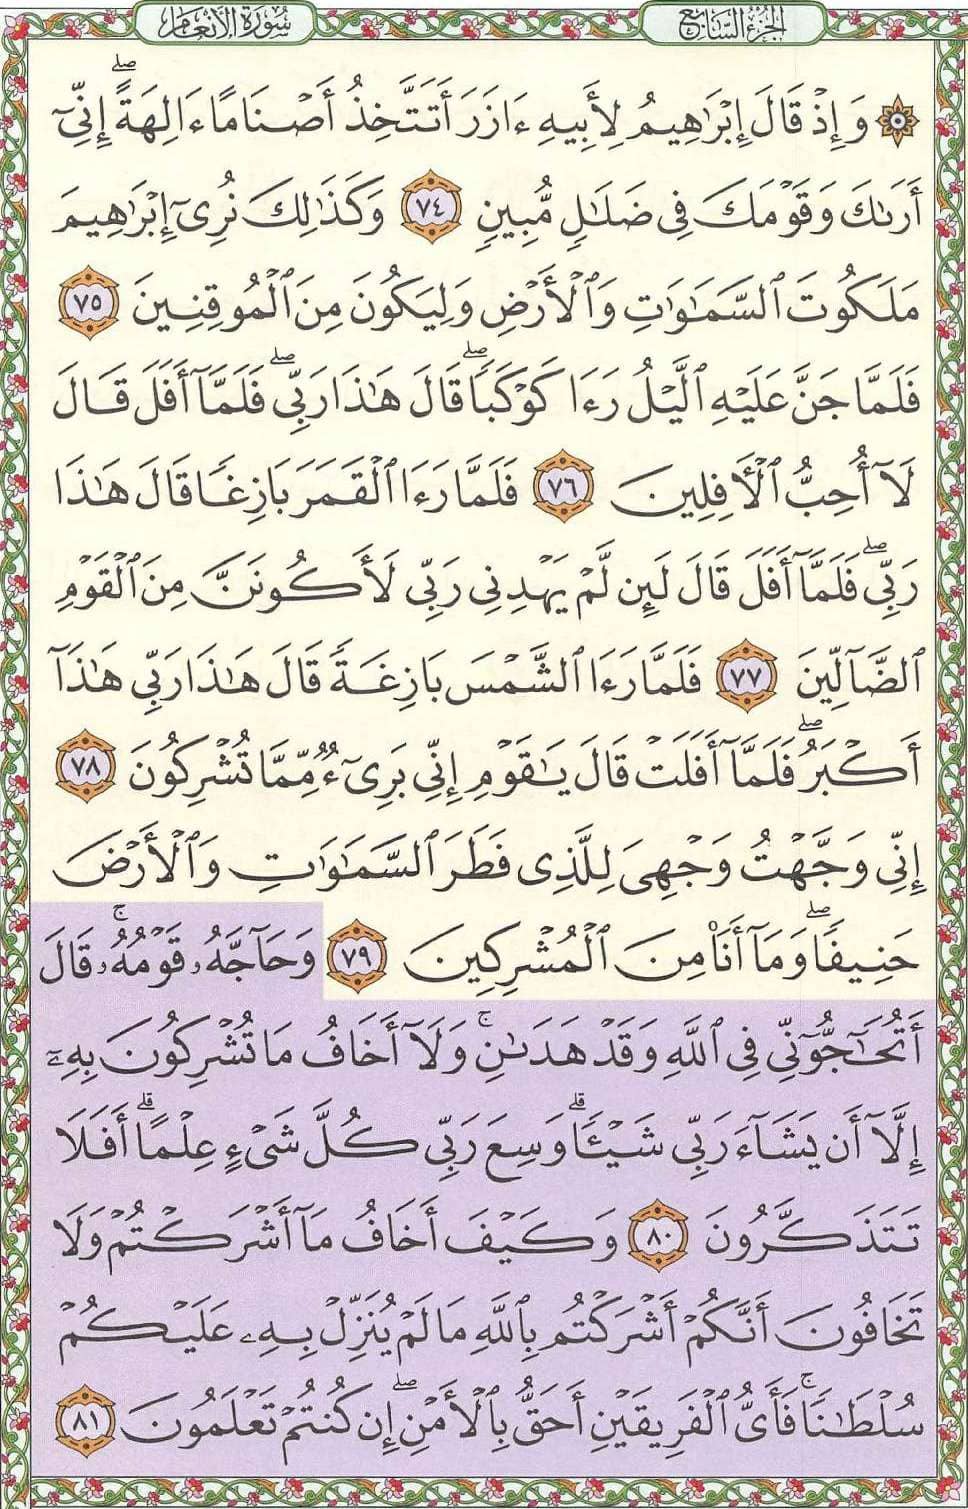 الجزء السابع
سورة الأنعام
۞ وَإِذْ قَالَ إِبْرَٰهِيمُ لِأَبِيهِ ءَازَرَ أَتَتَّخِذُ أَصْنَامًا ءَالِهَةً ۖ إِنِّىٓ
أَرَىٰكَ وَقَوْمَكَ فِى ضَلَٰلٍ مُّبِينٍ ٧٤ وَكَذَٰلِكَ نُرِىٓ إِبْرَٰهِيمَ
مَلَكُوتَ ٱلسَّمَٰوَٰتِ وَٱلْأَرْضِ وَلِيَكُونَ مِنَ ٱلْمُوقِنِينَ ٧٥
فَلَمَّا جَنَّ عَلَيْهِ ٱلَّيْلُ رَءَا كَوْكَبًا ۖ قَالَ هَٰذَا رَبِّى ۖ فَلَمَّآ أَفَلَ قَالَ
لَآ أُحِبُّ ٱلْأَفِلِينَ ٧٦ فَلَمَّا رَءَا ٱلْقَمَرَ بَازِغًا قَالَ هَٰذَا
رَبِّى ۖ فَلَمَّآ أَفَلَ قَالَ لَئِن لَّمْ يَهْدِنِى رَبِّى لَأَكُونَنَّ مِنَ ٱلْقَوْمِ
ٱلضَّآلِّينَ ٧٧ فَلَمَّا رَءَا ٱلشَّمْسَ بَازِغَةً قَالَ هَٰذَا رَبِّى هَٰذَآ
أَكْبَرُ ۖ فَلَمَّآ أَفَلَتْ قَالَ يَٰقَوْمِ إِنِّى بَرِىٓءٌ مِّمَّا تُشْرِكُونَ ٧٨
إِنِّى وَجَّهْتُ وَجْهِىَ لِلَّذِى فَطَرَ ٱلسَّمَٰوَٰتِ وَٱلْأَرْضَ
حَنِيفًا ۖ وَمَآ أَنَا۠ مِنَ ٱلْمُشْرِكِينَ ٧٩ وَحَآجَّهُۥ قَوْمُهُۥ ۚ قَالَ
أَتُحَٰٓجُّوٓنِّى فِى ٱللَّهِ وَقَدْ هَدَىٰنِ ۚ وَلَآ أَخَافُ مَا تُشْرِكُونَ بِهِۦٓ
إِلَّآ أَن يَشَآءَ رَبِّى شَيْـًٔا ۗ وَسِعَ رَبِّى كُلَّ شَىْءٍ عِلْمًا ۗ أَفَلَا
تَتَذَكَّرُونَ ٨٠ وَكَيْفَ أَخَافُ مَآ أَشْرَكْتُمْ وَلَا
تَخَافُونَ أَنَّكُمْ أَشْرَكْتُم بِٱللَّهِ مَا لَمْ يُنَزِّلْ بِهِۦ عَلَيْكُمْ
سُلْطَٰنًا ۚ فَأَىُّ ٱلْفَرِيقَيْنِ أَحَقُّ بِٱلْأَمْنِ ۖ إِن كُنتُمْ تَعْلَمُونَ ٨١